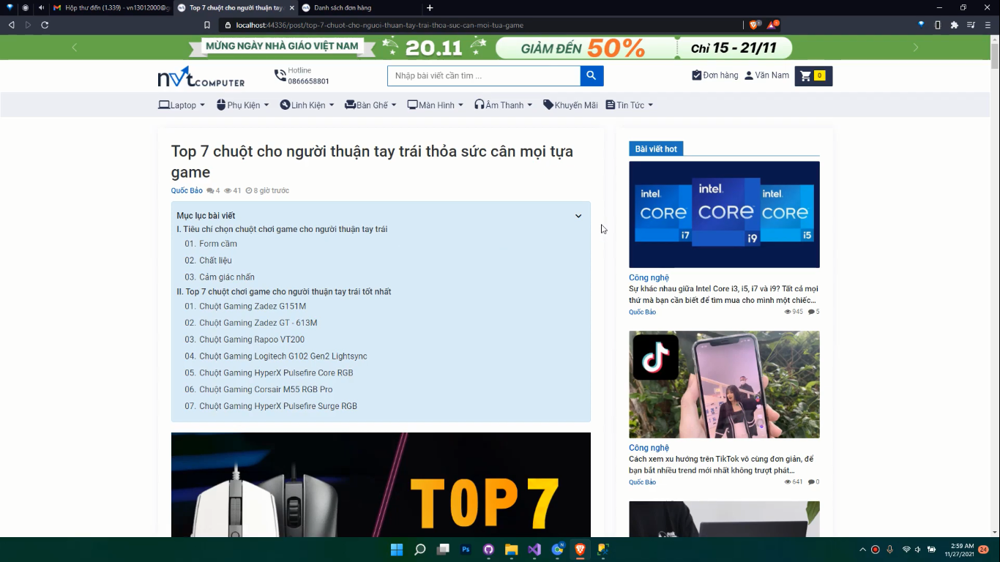 Hộp thư đến (1.339) - vn13012000@g
Top 7 chuột cho người thuận tay
Danh sách đơn hàng
localhost:44336/post/top-7-chuot-cho-nguoi-thuan-tay-trai-thoa-suc-can-moi-tua-game
MỪNG NGÀY NHÀ GIÁO VIỆT NAM
20.11
GIẢM ĐẾN 50%
Chỉ 15 - 21/11
nvt COMPUTER
Hotline
0866658801
Nhập bài viết cần tìm ...
Đơn hàng
Văn Nam
0
Laptop
Phụ Kiện
Linh Kiện
Bàn Ghế
Màn Hình
Âm Thanh
Khuyến Mãi
Tin Tức
Top 7 chuột cho người thuận tay trái thỏa sức cân mọi tựa
game
Quốc Bảo 4 41 8 giờ trước
Mục lục bài viết
I. Tiêu chí chọn chuột chơi game cho người thuận tay trái
01. Form cầm
02. Chất liệu
03. Cảm giác nhấn
II. Top 7 chuột chơi game cho người thuận tay trái tốt nhất
01. Chuột Gaming Zadez G151M
02. Chuột Gaming Zadez GT - 613M
03. Chuột Gaming Rapoo VT200
04. Chuột Gaming Logitech G102 Gen2 Lightsync
05. Chuột Gaming HyperX Pulsefire Core RGB
06. Chuột Gaming Corsair M55 RGB Pro
07. Chuột Gaming HyperX Pulsefire Surge RGB
TOP 7
Bài viết hot
intel. CORE i7
intel. CORE i9
intel. CORE i5
Công nghệ
Sự khác nhau giữa Intel Core i3, i5, i7 và i9? Tất cả mọi
thứ mà bạn cần biết để tìm mua cho mình một chiếc...
Quốc Bảo 945 5
Công nghệ
Cách xem xu hướng trên TikTok vô cùng đơn giản, để
bạn bắt nhiều trend mới nhất không trượt phát...
Quốc Bảo 641 0
Ps
N
2:59 AM
11/27/2021
24